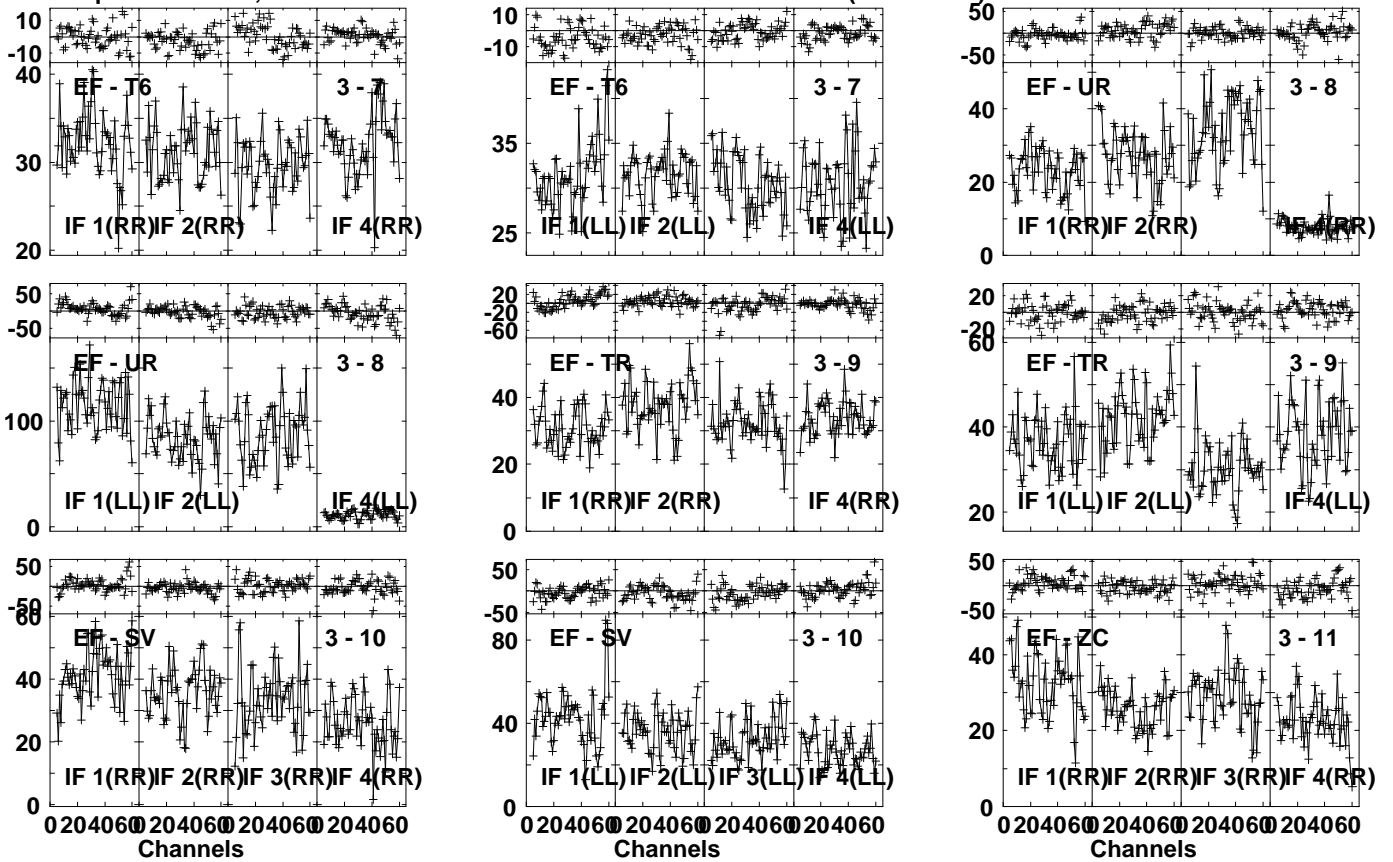 10 10 50
-10 -10 -50
40 EF - T6 3 - 7 EF - T6 3 - 7 EF - UR 3 - 8
40
35
30 30
20
25 10
IF 1(RR) IF 2(RR) IF 4(RR) IF 1(LL) IF 2(LL) IF 4(LL) IF 1(RR) IF 2(RR) IF 4(RR)
20 0
50 20 20
-50 -20 -20
-60
60
EF - UR 3 - 8 EF - TR 3 - 9 EF - TR 3 - 9
100 40 40
20
IF 1(LL) IF 2(LL) IF 4(LL) IF 1(RR) IF 2(RR) IF 4(RR) IF 1(LL) IF 2(LL) IF 4(LL)
0 0 20
50 50 50
-50 -50 -50
60 EF - SV 3 - 10 EF - SV 3 - 10 EF - ZC 3 - 11
80
40 40
40
20 20
IF 1(RR) IF 2(RR) IF 3(RR) IF 4(RR) IF 1(LL) IF 2(LL) IF 3(LL) IF 4(LL) IF 1(RR) IF 2(RR) IF 3(RR) IF 4(RR)
0 0 0
0 20 40 60 0 20 40 60 0 20 40 60 0 20 40 60 0 20 40 60 0 20 40 60 0 20 40 60 0 20 40 60 0 20 40 60 0 20 40 60 0 20 40 60 0 20 40 60
Channels Channels Channels